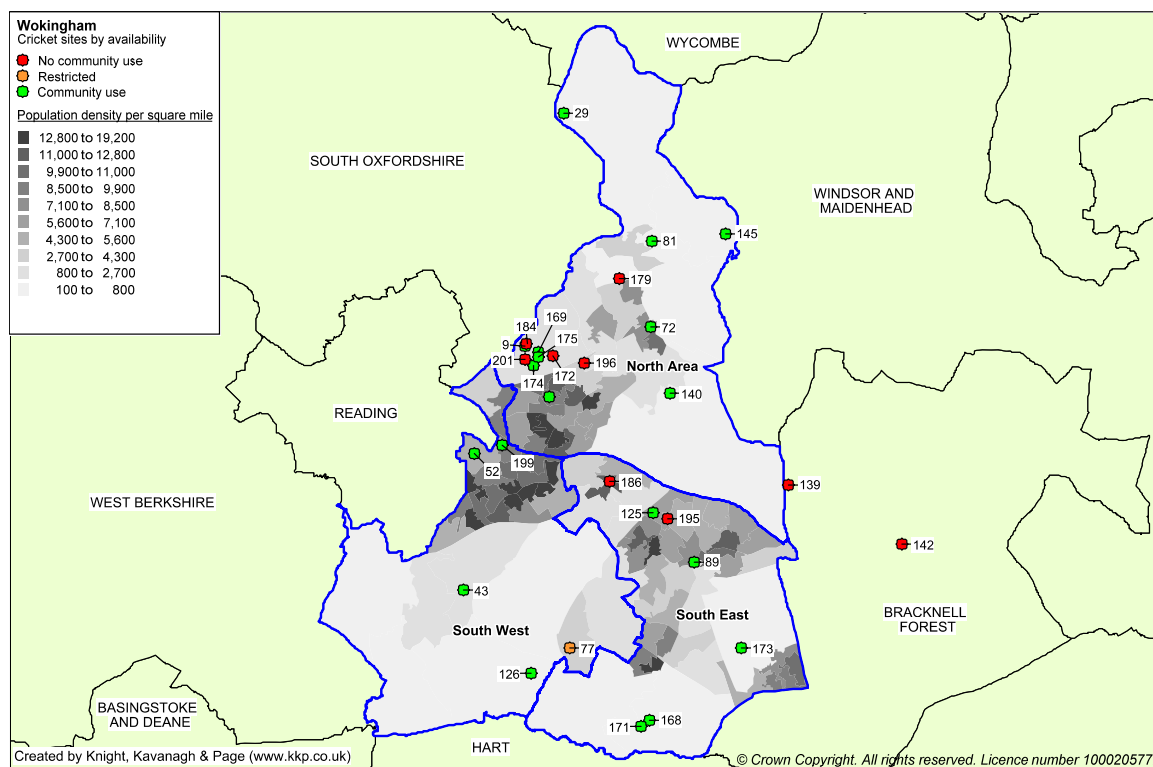 Wokingham
Cricket sites by availability
No community use
Restricted
Community use
Population density per square mile
12,800 to 19,200
11,000 to 12,800
9,900 to 11,000
8,500 to 9,900
7,100 to 8,500
5,600 to 7,100
4,300 to 5,600
2,700 to 4,300
800 to 2,700
100 to 800
WYCOMBE
29
SOUTH OXFORDSHIRE
WINDSOR AND
MAIDENHEAD
145
81
179
169
184
175
72
9
201
172
196
174
North Area
140
READING
199
52
186
139
WEST BERKSHIRE
125
195
142
89
43
BRACKNELL
FOREST
South East
South West
77
173
126
BASINGSTOKE
AND DEANE
168
171
HART
Created by Knight, Kavanagh & Page (www.kkp.co.uk)
© Crown Copyright. All rights reserved. Licence number 100020577